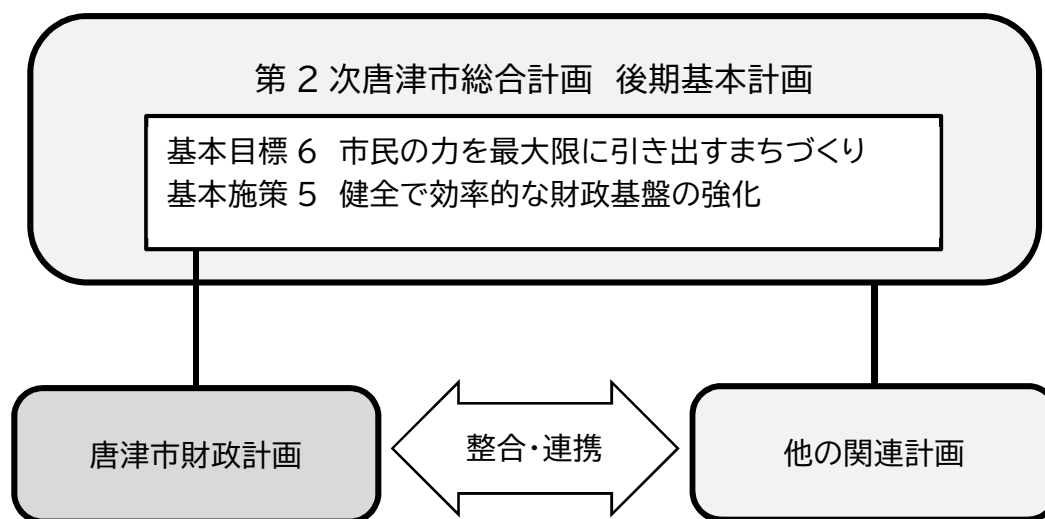 第２次唐津市総合計画　後期基本計画
基本目標６　市民の力を最大限に引き出すまちづくり
基本施策５　健全で効率的な財政基盤の強化
唐津市財政計画
整合・連携
他の関連計画